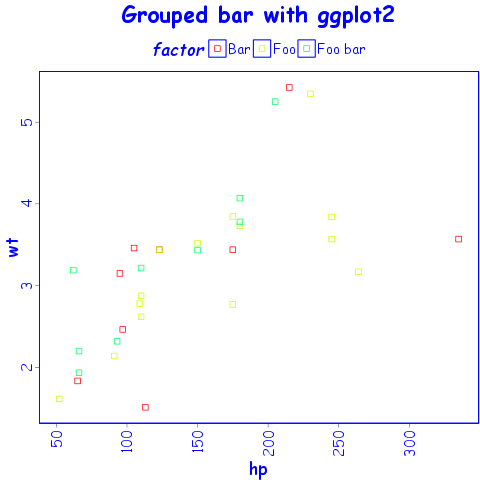 Grouped bar with ggplot2
factor Bar Foo Foo bar
5
4
3
2
wt
50 100 150 200 250 300
hp